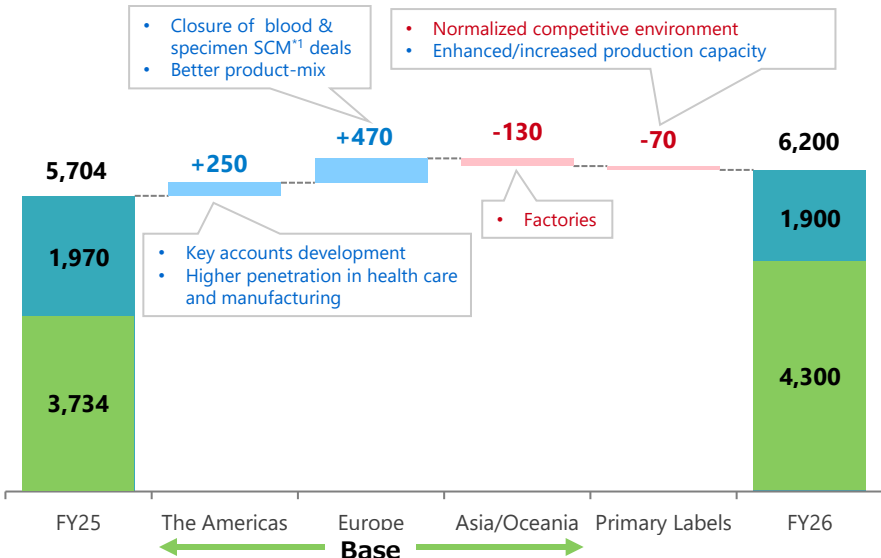 • Closure of blood &
specimen SCM*1 deals
• Better product-mix
• Normalized competitive environment
• Enhanced/increased production capacity
5,704
+250
+470
-130
-70
6,200
1,970
3,734
• Key accounts development
• Higher penetration in health care
and manufacturing
• Factories
1,900
4,300
FY25
The Americas
Europe
Asia/Oceania
Primary Labels
FY26
Base